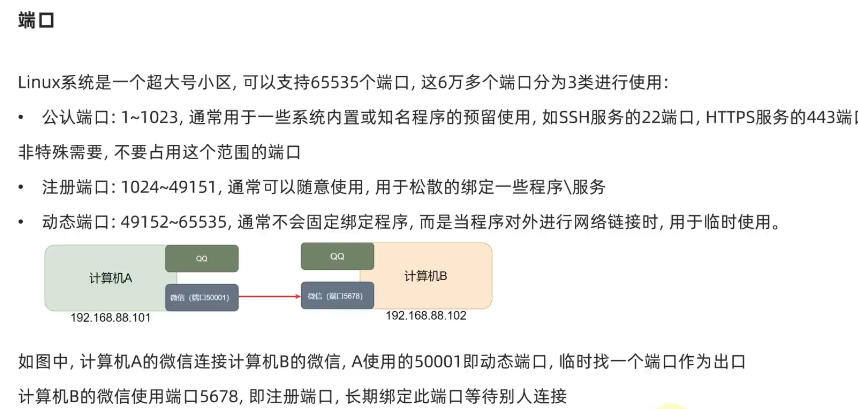 端口
Linux系统是一个超大号小区, 可以支持65535个端口, 这6万多个端口分为3类进行使用:
• 公认端口: 1~1023, 通常用于一些系统内置或知名程序的预留使用, 如SSH服务的22端口, HTTPS服务的443端口
非特殊需要, 不要占用这个范围的端口
• 注册端口: 1024~49151, 通常可以随意使用, 用于松散的绑定一些程序\服务
• 动态端口: 49152~65535, 通常不会固定绑定程序, 而是当程序对外进行网络链接时, 用于临时使用。
QQ
QQ
计算机A
计算机B
微信（端口50001）
微信（端口5678）
192.168.88.101
192.168.88.102
如图中, 计算机A的微信连接计算机B的微信, A使用的50001即动态端口, 临时找一个端口作为出口
计算机B的微信使用端口5678, 即注册端口, 长期绑定此端口等待别人连接